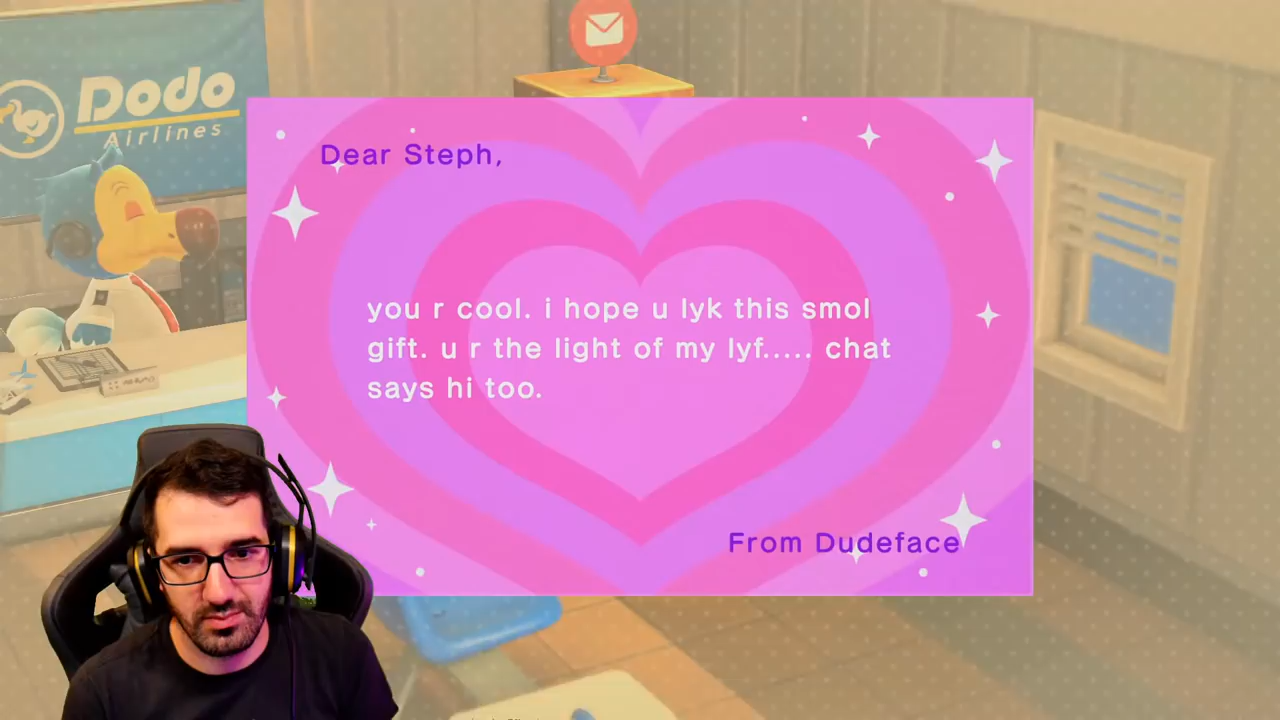 Dodo
Airlines
Dear Steph,
you r cool. i hope u lyk this smol
gift. u r the light of my lyf..... chat
says hi too.
From Dudeface